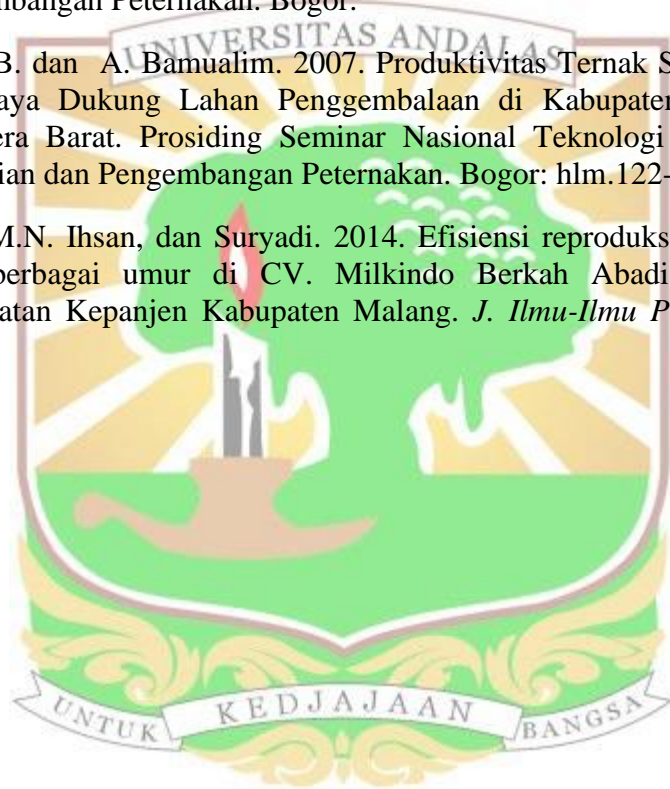 mbangan Peternakan. Bogor.
UNIVERSITAS ANDALAS
B. dan A. Bamualim. 2007. Produktivitas Ternak S
aya Dukung Lahan Penggembalaan di Kabupaten
era Barat. Prosiding Seminar Nasional Teknologi
ian dan Pengembangan Peternakan. Bogor: hlm.122-
M.N. Ihsan, dan Suryadi. 2014. Efisiensi reproduks
berbagai umur di CV. Milkindo Berkah Abadi
atan Kepanjen Kabupaten Malang. J. Ilmu-Ilmu P
UNTUK KEDJAJAAN BANGSA